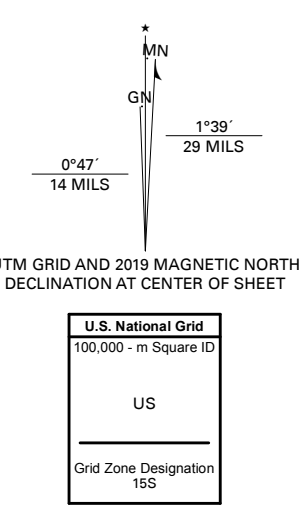 ★
MN
GN
1°39´
29 MILS
0°47´
14 MILS
UTM GRID AND 2019 MAGNETIC NORTH
DECLINATION AT CENTER OF SHEET
U.S. National Grid
100,000 - m Square ID
US
Grid Zone Designation
15S